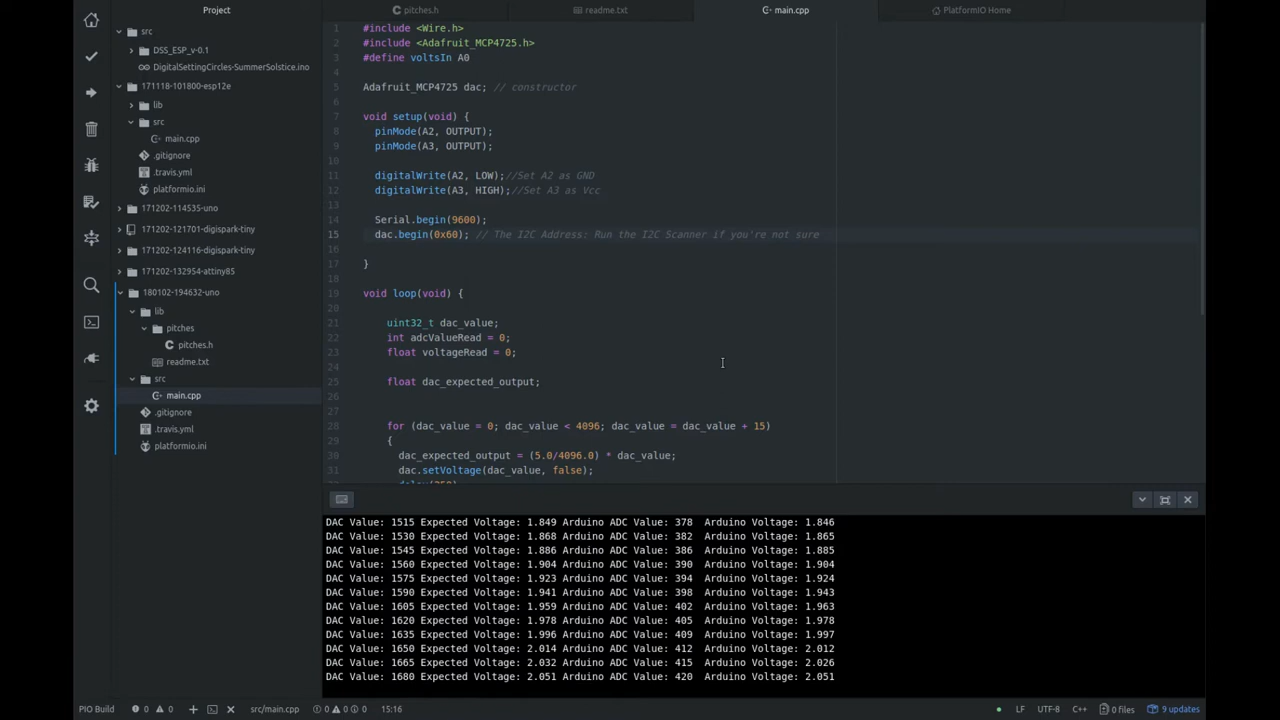 Project
pitches.h
readme.txt
main.cpp
PlatformIO Home
src
DSS_ESP_v-0.1
DigitalSettingCircles-SummerSolstice.ino
171118-101800-esp12e
lib
src
main.cpp
.gitignore
.travis.yml
platformio.ini
171202-114535-uno
171202-121701-digispark-tiny
171202-124116-digispark-tiny
171202-132954-attiny85
180102-194632-uno
lib
pitches
pitches.h
readme.txt
src
main.cpp
.gitignore
.travis.yml
platformio.ini
1 #include <Wire.h>
2 #include <Adafruit_MCP4725.h>
3 #define voltsIn A0
4
5 Adafruit_MCP4725 dac; // constructor
6
7 void setup(void) {
8 pinMode(A2, OUTPUT);
9 pinMode(A3, OUTPUT);
10
11 digitalWrite(A2, LOW);//Set A2 as GND
12 digitalWrite(A3, HIGH);//Set A3 as Vcc
13
14 Serial.begin(9600);
15 dac.begin(0x60); // The I2C Address: Run the I2C Scanner if you're not sure
16
17 }
18
19 void loop(void) {
20
21 uint32_t dac_value;
22 int adcValueRead = 0;
23 float voltageRead = 0;
24
25 float dac_expected_output;
26
27
28 for (dac_value = 0; dac_value < 4096; dac_value = dac_value + 15)
29 {
30 dac_expected_output = (5.0/4096.0) * dac_value;
31 dac.setVoltage(dac_value, false);
DAC Value: 1515 Expected Voltage: 1.849 Arduino ADC Value: 378 Arduino Voltage: 1.846
DAC Value: 1530 Expected Voltage: 1.868 Arduino ADC Value: 382 Arduino Voltage: 1.865
DAC Value: 1545 Expected Voltage: 1.886 Arduino ADC Value: 386 Arduino Voltage: 1.885
DAC Value: 1560 Expected Voltage: 1.904 Arduino ADC Value: 390 Arduino Voltage: 1.904
DAC Value: 1575 Expected Voltage: 1.923 Arduino ADC Value: 394 Arduino Voltage: 1.924
DAC Value: 1590 Expected Voltage: 1.941 Arduino ADC Value: 398 Arduino Voltage: 1.943
DAC Value: 1605 Expected Voltage: 1.959 Arduino ADC Value: 402 Arduino Voltage: 1.963
DAC Value: 1620 Expected Voltage: 1.978 Arduino ADC Value: 405 Arduino Voltage: 1.978
DAC Value: 1635 Expected Voltage: 1.996 Arduino ADC Value: 409 Arduino Voltage: 1.997
DAC Value: 1650 Expected Voltage: 2.014 Arduino ADC Value: 412 Arduino Voltage: 2.012
DAC Value: 1665 Expected Voltage: 2.032 Arduino ADC Value: 415 Arduino Voltage: 2.026
DAC Value: 1680 Expected Voltage: 2.051 Arduino ADC Value: 420 Arduino Voltage: 2.051
PIO Build 0 0 src/main.cpp 0 0 0 15:16 LF UTF-8 C++ 0 files 9 updates